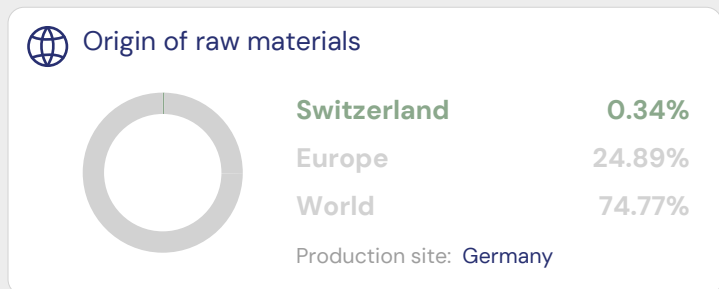 Origin of raw materials
Switzerland 0.34%
Europe 24.89%
World 74.77%
Production site: Germany